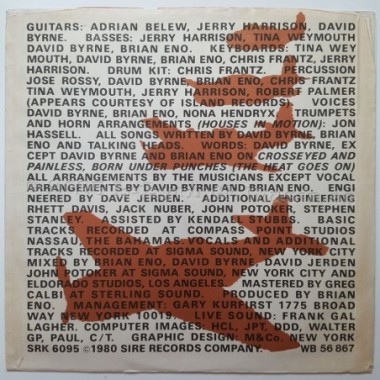 GUITARS: ADRIAN BELEW, JERRY HARRISON, DAVID
BYRNE. BASSES: JERRY HARRISON, TINA WEYMOUTH
DAVID BYRNE, BRIAN ENO. KEYBOARDS: TINA WEY
MOUTH, DAVID BYRNE, BRIAN ENO, CHRIS FRANTZ, JERRY
HARRISON. DRUM KIT: CHRIS FRANTZ. PERCUSSION
JOSE ROSSY, DAVID BYRNE, BRIAN ENO, CHRIS FRANTZ
TINA WEYMOUTH, JERRY HARRISON, ROBERT PALMER
(APPEARS COURTESY OF ISLAND RECORDS). VOICES
DAVID BYRNE, BRIAN ENO, NONA HENDRYX. TRUMPETS
AND HORN ARRANGEMENTS (HOUSES IN MOTION): JON
HASSELL. ALL SONGS WRITTEN DAVID BYRNE, BRIAN
ENO AND TALKING HEADS. WORDS: DAVID BYRNE, EX
CEPT DAVID BYRNE AND BRIAN ENO ON CROSSEYED AND
PAINLESS, BORN UNDER PUNCHES (THE HEAT GOES ON)
ALL ARRANGEMENTS BY THE MUSICIANS EXCEPT VOCAL
ARRANGEMENTS BY DAVID BYRNE AND BRIAN ENO. ENGI
NEERED BY DAVE JERDEN. ADDITIONAL ENGINEERING
RHETT DAVIS, JACK NUBER, JOHN POTOKER, STEPHEN
STANLEY. ASSISTED BY KENDALL STUBBS. BASIC
TRACKS RECORDED AT COMPASS POINT STUDIOS
NASSAU, THE BAHAMAS; VOCALS AND ADDITIONAL
TRACKS RECORDED AT SIGMA SOUND, NEW YORK CITY
MIXED: BRIAN ENO, DAVID BYRNE, DAVID JERDEN
JOHN POTOKER AT SIGMA SOUND, NEW YORK CITY AND
ELDORADO STUDIOS, LOS ANGELES. MASTERED BY GREG
CALBI AT STERLING SOUND. PRODUCED BY BRIAN
ENO. MANAGEMENT: GARY KURFIRST 1775 BROAD
WAY NEW YORK 10019. LIVE SOUND: FRANK GAL
LAGHER. COMPUTER IMAGES: HCL, JPT, DDD, WALTER
GP, PAUL, C/T. GRAPHIC DESIGN: M&Co. NEW YORK
SRK 6095 ©1980 SIRE RECORDS COMPANY. WB 56 867